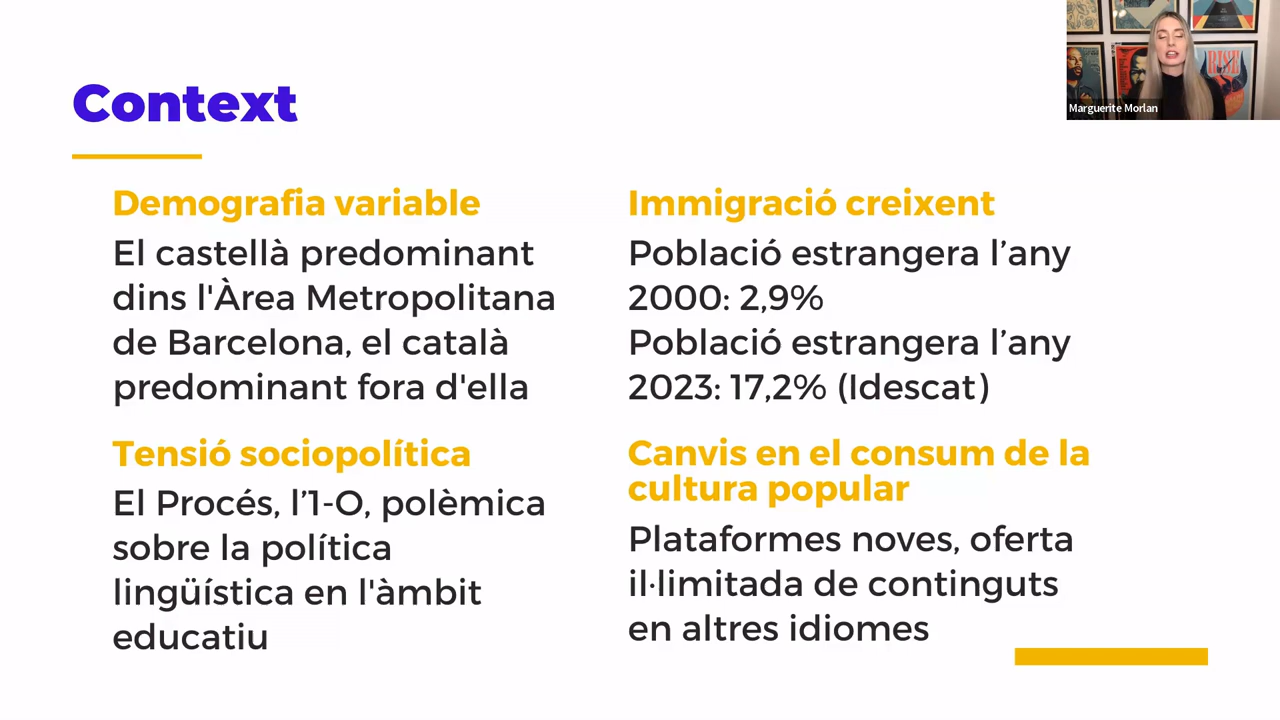 Context
Demografia variable
El castellà predominant
dins l'Àrea Metropolitana
de Barcelona, el català
predominant fora d'ella
Tensió sociopolítica
El Procés, l’1-O, polèmica
sobre la política
lingüística en l'àmbit
educatiu
Immigració creixent
Població estrangera l’any
2000: 2,9%
Població estrangera l’any
2023: 17,2% (Idescat)
Canvis en el consum de la
cultura popular
Plataformes noves, oferta
il·limitada de continguts
en altres idiomes
RISE
Marguerite Morlan